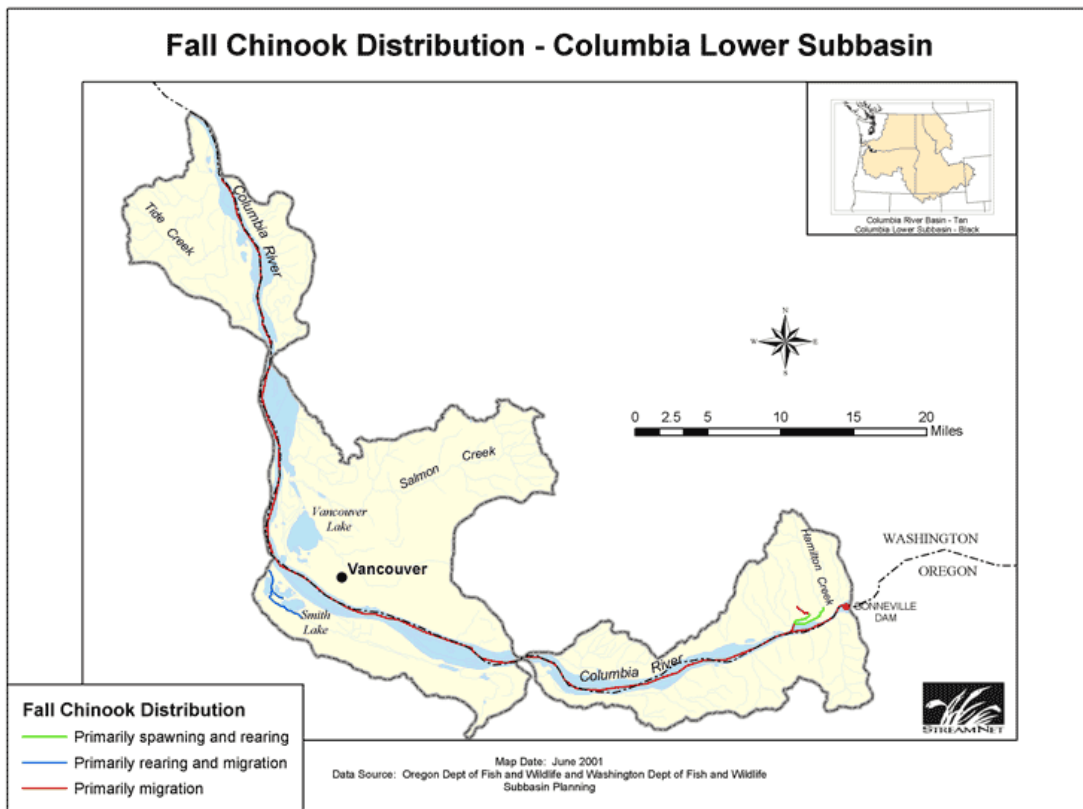 Fall Chinook Distribution - Columbia Lower Subbasin
Columbia River Basin - Tan
Columbia Lower Subbasin - Black
Columbia River
Tide Creek
N
W
E
S
0 2.5 5 10 15 20
Miles
Salmon Creek
Vancouver
Lake
Vancouver
Smith
Lake
Hamilton Creek
WASHINGTON
OREGON
BONNEVILLE
DAM
Columbia River
STREAMNET
Fall Chinook Distribution
Primarily spawning and rearing
Primarily rearing and migration
Primarily migration
Map Date: June 2001
Data Source: Oregon Dept of Fish and Wildlife and Washington Dept of Fish and Wildlife
Subbasin Planning